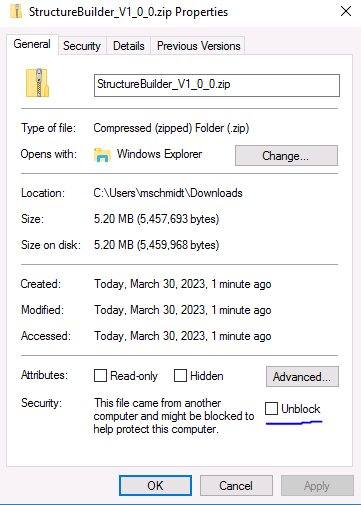 StructureBuilder_V1_0_0.zip Properties
General Security Details Previous Versions
StructureBuilder_V1_0_0.zip
Type of file: Compressed (zipped) Folder (.zip)
Opens with: Windows Explorer Change...
Location: C:\Users\mschmidt\Downloads
Size: 5.20 MB (5,457,693 bytes)
Size on disk: 5.20 MB (5,459,968 bytes)
Created: Today, March 30, 2023, 1 minute ago
Modified: Today, March 30, 2023, 1 minute ago
Accessed: Today, March 30, 2023, 1 minute ago
Attributes: Read-only Hidden Advanced...
Security: This file came from another
computer and might be blocked to
help protect this computer.
Unblock
OK Cancel Apply